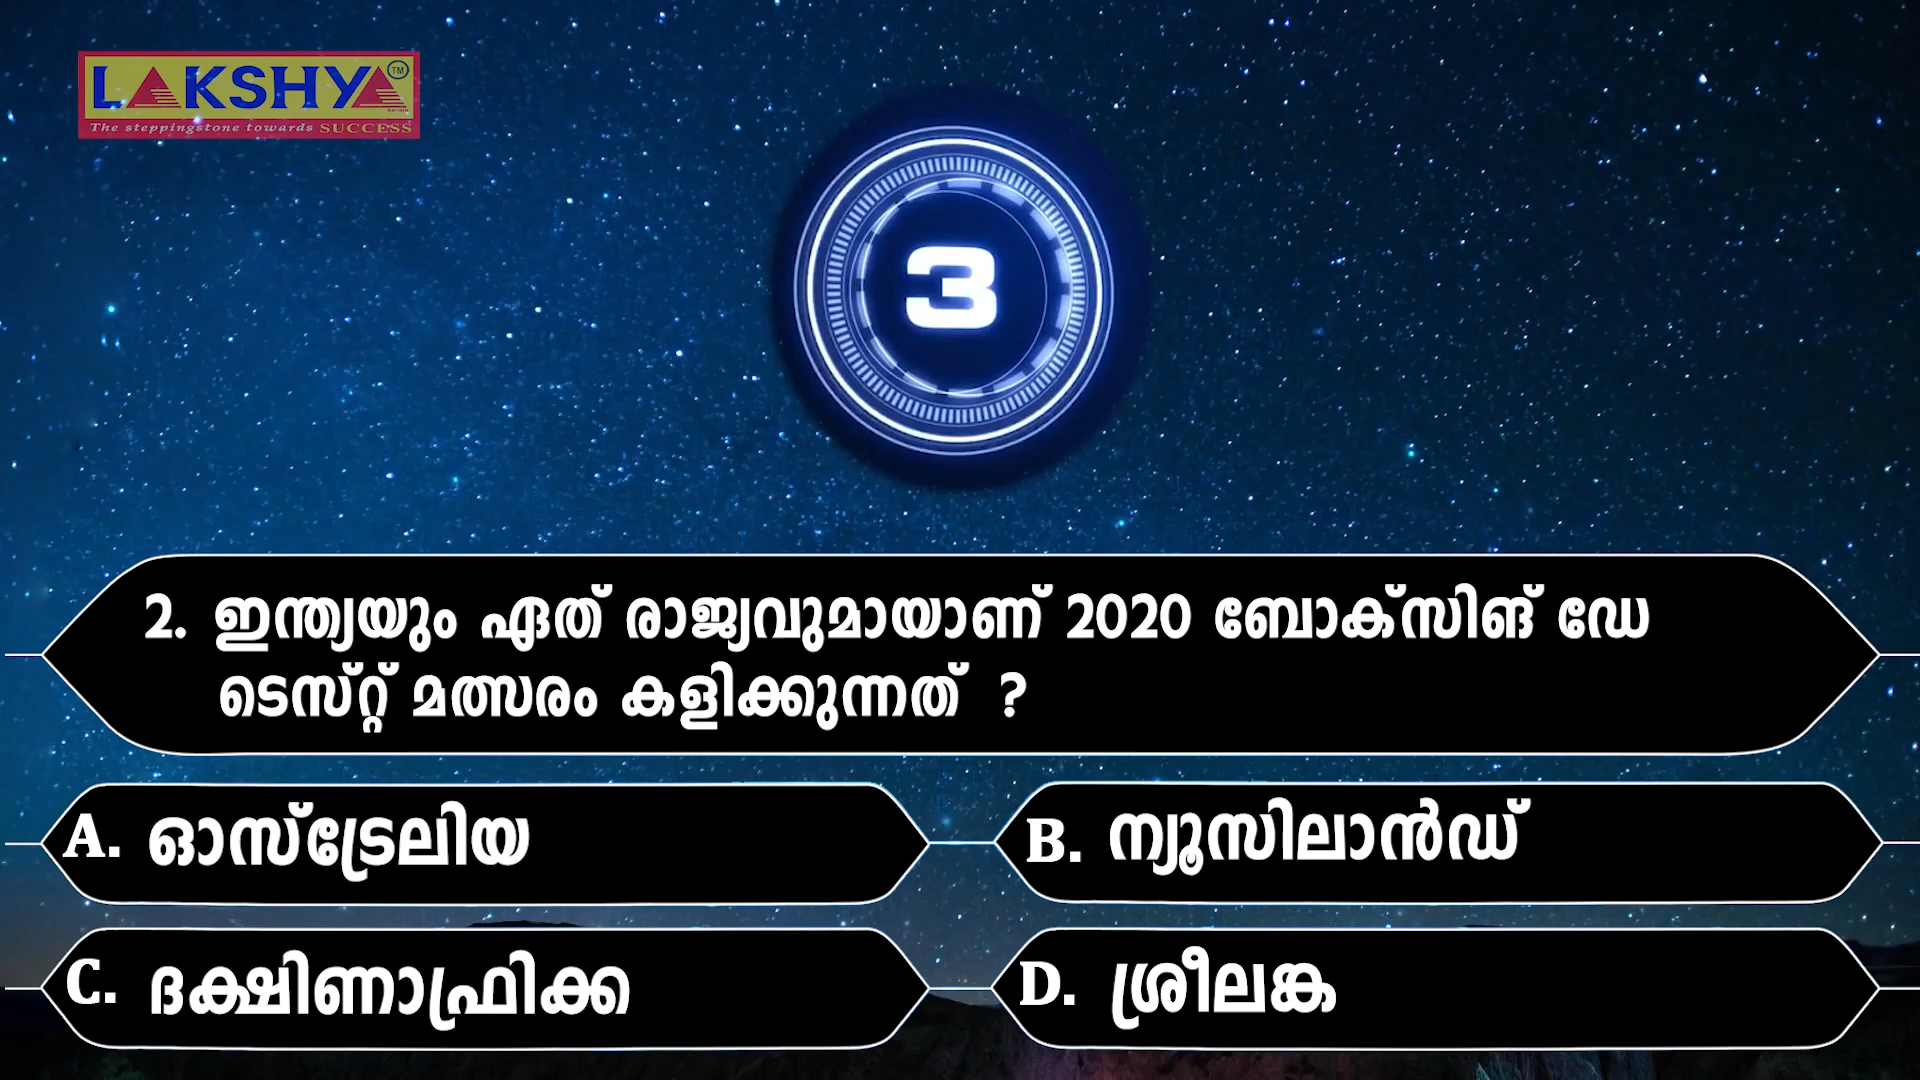 LAKSHYA TM
The steppingstone towards SUCCESS
3
2. ഇന്ത്യയും ഏത് രാജ്യവുമായാണ് 2020 ബോക്സിങ് ഡേ
ടെസ്റ്റ് മത്സരം കളിക്കുന്നത് ?
A. ഓസ്ട്രേലിയ
B. ന്യൂസിലാൻഡ്
C. ദക്ഷിണാഫ്രിക്ക
D. ശ്രീലങ്ക